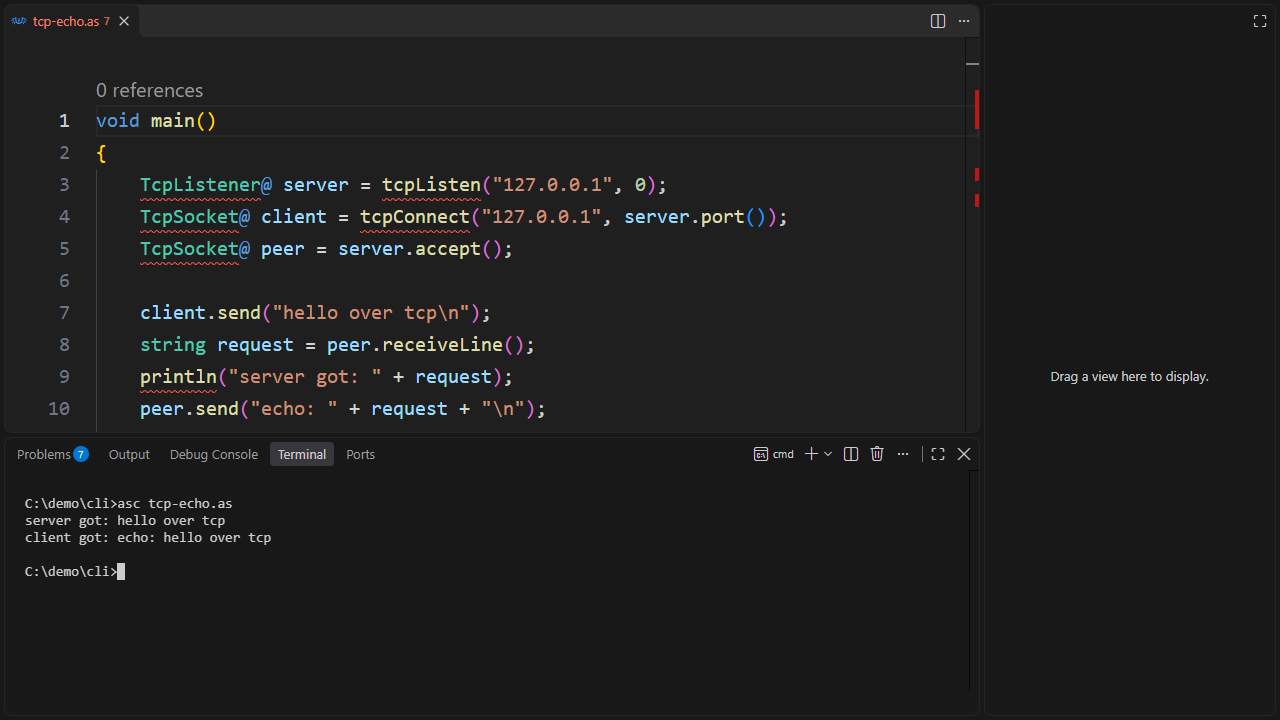 tcp-echo.as 7
0 references
1 void main()
2 {
3 TcpListener@ server = tcpListen("127.0.0.1", 0);
4 TcpSocket@ client = tcpConnect("127.0.0.1", server.port());
5 TcpSocket@ peer = server.accept();
6
7 client.send("hello over tcp\n");
8 string request = peer.receiveLine();
9 println("server got: " + request);
10 peer.send("echo: " + request + "\n");
Drag a view here to display.
Problems 7 Output Debug Console Terminal Ports cmd
C:\demo\cli>asc tcp-echo.as
server got: hello over tcp
client got: echo: hello over tcp
C:\demo\cli>